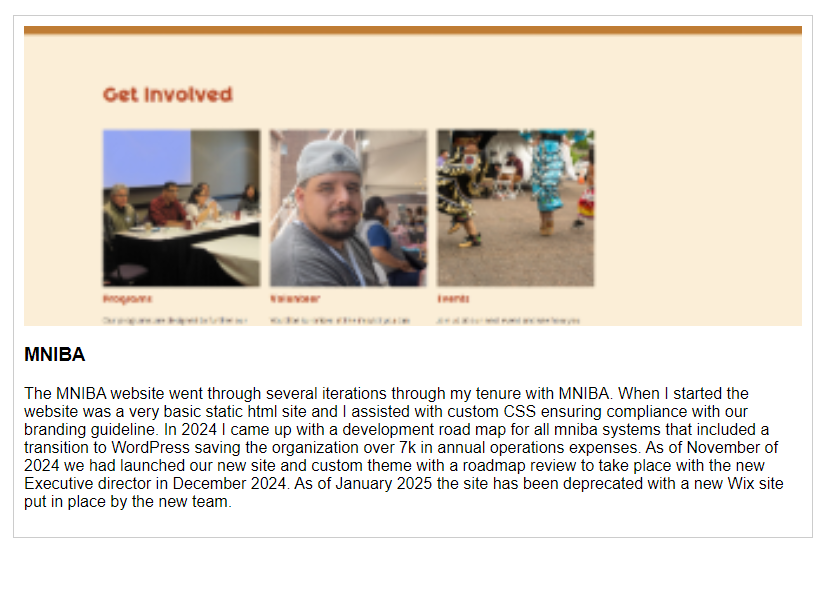 Get Involved
Programs Volunteer Events
MNIBA
The MNIBA website went through several iterations through my tenure with MNIBA. When I started the
website was a very basic static html site and I assisted with custom CSS ensuring compliance with our
branding guideline. In 2024 I came up with a development road map for all mniba systems that included a
transition to WordPress saving the organization over 7k in annual operations expenses. As of November of
2024 we had launched our new site and custom theme with a roadmap review to take place with the new
Executive director in December 2024. As of January 2025 the site has been deprecated with a new Wix site
put in place by the new team.